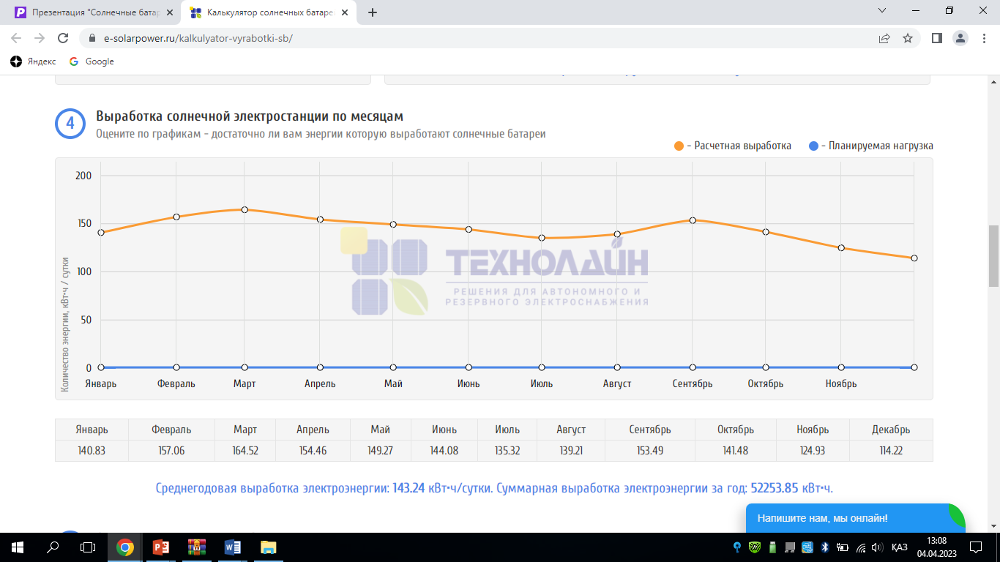 Презентация "Солнечные батар
Калькулятор солнечных батаре
e-solarpower.ru/kalkulyator-vyrabotki-sb/
Яндекс
Google
4
Выработка солнечной электростанции по месяцам
Оцените по графикам - достаточно ли вам энергии которую выработают солнечные батареи
- Расчетная выработка
- Планируемая нагрузка
Количество энергии, кВт·ч / сутки
200
150
100
50
0
ТЕХНОЛАЙН
РЕШЕНИЯ ДЛЯ АВТОНОМНОГО И
РЕЗЕРВНОГО ЭЛЕКТРОСНАБЖЕНИЯ
Январь Февраль Март Апрель Май Июнь Июль Август Сентябрь Октябрь Ноябрь
Январь Февраль Март Апрель Май Июнь Июль Август Сентябрь Октябрь Ноябрь Декабрь
140.83 157.06 164.52 154.46 149.27 144.08 135.32 139.21 153.49 141.48 124.93 114.22
Среднегодовая выработка электроэнергии: 143.24 кВт·ч/сутки. Суммарная выработка электроэнергии за год: 52253.85 кВт·ч.
Напишите нам, мы онлайн!
ҚАЗ
13:08
04.04.2023